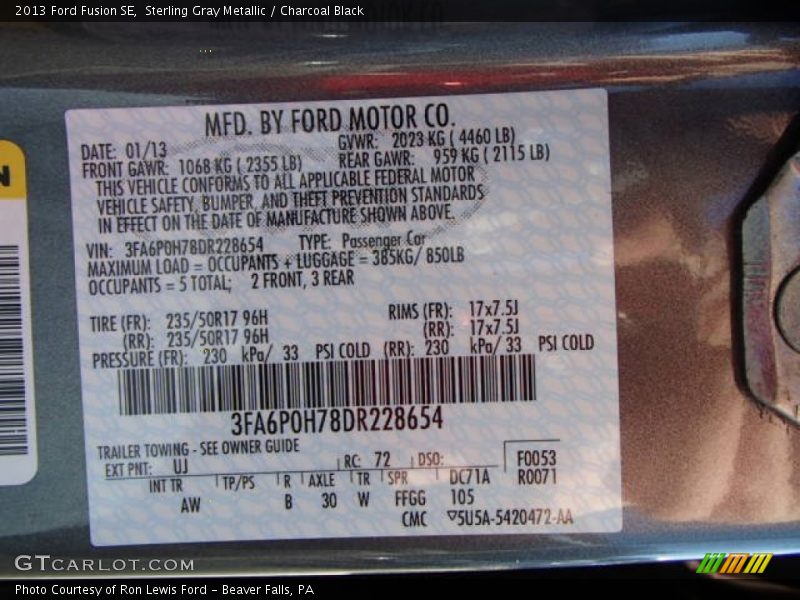 2013 Ford Fusion SE, Sterling Gray Metallic / Charcoal Black
N
MFD. BY FORD MOTOR CO.
DATE: 01/13 GVWR: 2023 KG ( 4460 LB)
FRONT GAWR: 1068 KG ( 2355 LB) REAR GAWR: 959 KG ( 2115 LB)
THIS VEHICLE CONFORMS TO ALL APPLICABLE FEDERAL MOTOR
VEHICLE SAFETY, BUMPER, AND THEFT PREVENTION STANDARDS
IN EFFECT ON THE DATE OF MANUFACTURE SHOWN ABOVE.
VIN: 3FA6P0H78DR228654 TYPE: Passenger Car
MAXIMUM LOAD = OCCUPANTS + LUGGAGE = 385KG/ 850LB
OCCUPANTS = 5 TOTAL; 2 FRONT, 3 REAR
TIRE (FR): 235/50R17 96H RIMS (FR): 17x7.5J
(RR): 235/50R17 96H (RR): 17x7.5J
PRESSURE (FR): 230 kPa/ 33 PSI COLD (RR): 230 kPa/ 33 PSI COLD
3FA6P0H78DR228654
TRAILER TOWING - SEE OWNER GUIDE
EXT PNT: UJ RC: 72 DSO: F0053
INT TR TP/PS R AXLE TR SPR DC71A R0071
AW B 30 W FFGG 105
CMC ▽5U5A-5420472-AA
GTCARLOT.COM
Photo Courtesy of Ron Lewis Ford – Beaver Falls, PA